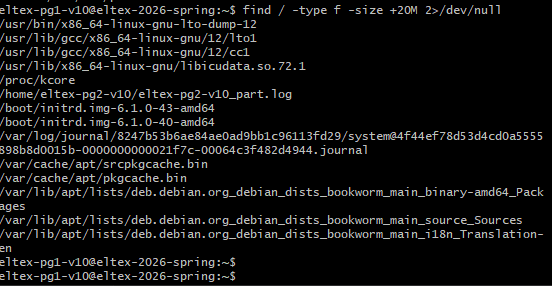 eltex-pg1-v10@eltex-2026-spring:~$ find / -type f -size +20M 2>/dev/null
/usr/bin/x86_64-linux-gnu-lto-dump-12
/usr/lib/gcc/x86_64-linux-gnu/12/lto1
/usr/lib/gcc/x86_64-linux-gnu/12/cc1
/usr/lib/x86_64-linux-gnu/libicudata.so.72.1
/proc/kcore
/home/eltex-pg2-v10/eltex-pg2-v10_part.log
/boot/initrd.img-6.1.0-43-amd64
/boot/initrd.img-6.1.0-40-amd64
/var/log/journal/8247b53b6ae84ae0ad9bb1c96113fd29/system@4f44ef78d53d4cd0a5555
898b8d0015b-0000000000021f7c-00064c3f482d4944.journal
/var/cache/apt/srcpkgcache.bin
/var/cache/apt/pkgcache.bin
/var/lib/apt/lists/deb.debian.org_debian_dists_bookworm_main_binary-amd64_Pack
ages
/var/lib/apt/lists/deb.debian.org_debian_dists_bookworm_main_source_Sources
/var/lib/apt/lists/deb.debian.org_debian_dists_bookworm_main_i18n_Translation-
en
eltex-pg1-v10@eltex-2026-spring:~$
eltex-pg1-v10@eltex-2026-spring:~$